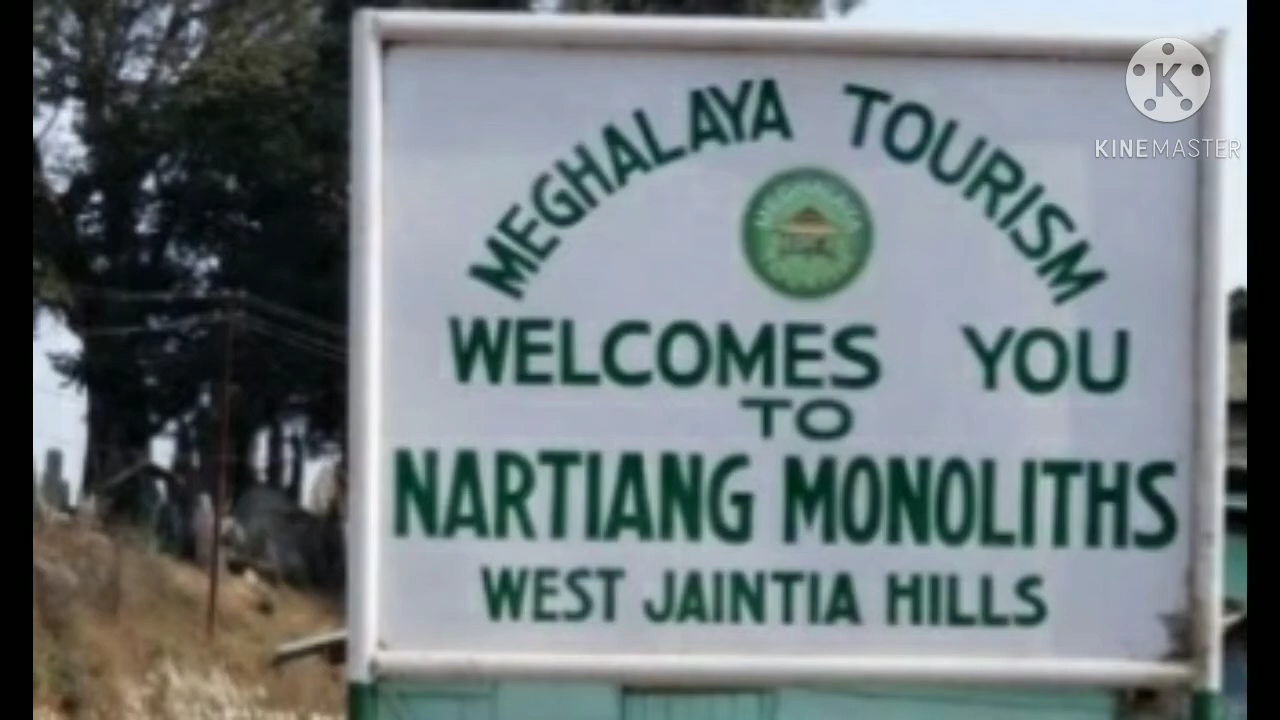 MEGHALAYA TOURISM
WELCOMES YOU
TO
NARTIANG MONOLITHS
WEST JAINTIA HILLS
K
KINEMASTER